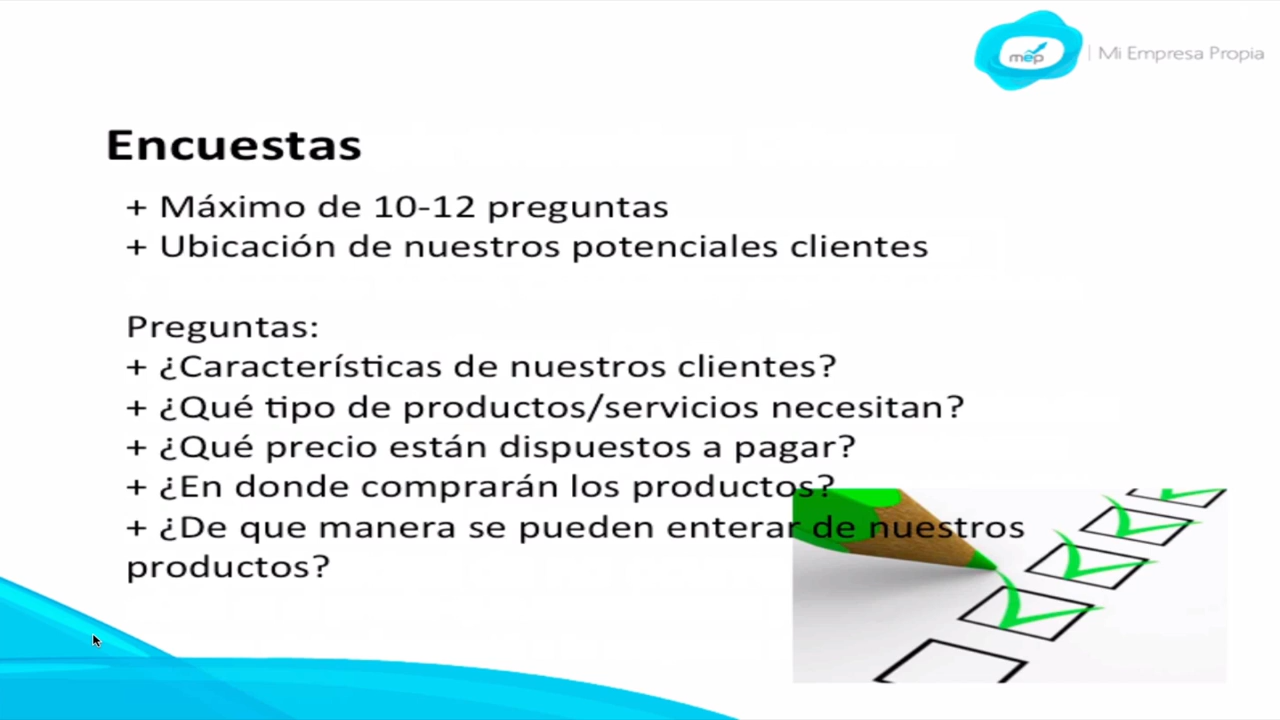 mep | Mi Empresa Propia
Encuestas
+ Máximo de 10-12 preguntas
+ Ubicación de nuestros potenciales clientes
Preguntas:
+ ¿Características de nuestros clientes?
+ ¿Qué tipo de productos/servicios necesitan?
+ ¿Qué precio están dispuestos a pagar?
+ ¿En donde comprarán los productos?
+ ¿De que manera se pueden enterar de nuestros
productos?